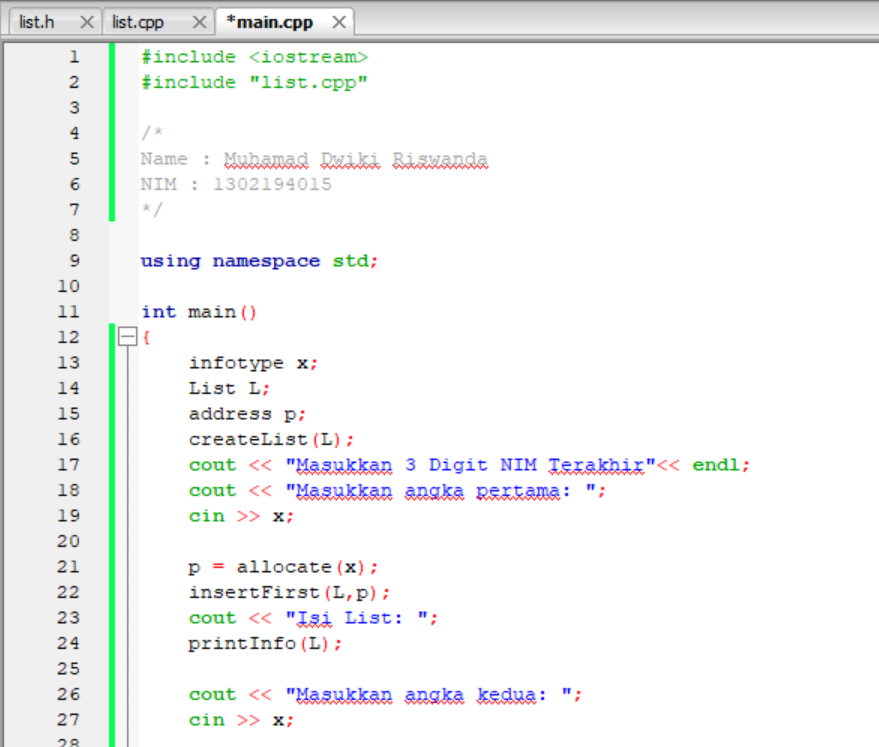 list.h list.cpp *main.cpp
1 #include <iostream>
2 #include "list.cpp"
3
4 /*
5 Name : Muhamad Dwiki Riswanda
6 NIM : 1302194015
7 */
8
9 using namespace std;
10
11 int main()
12 {
13 infotype x;
14 List L;
15 address p;
16 createList(L);
17 cout << "Masukkan 3 Digit NIM Terakhir"<< endl;
18 cout << "Masukkan angka pertama: ";
19 cin >> x;
20
21 p = allocate(x);
22 insertFirst(L,p);
23 cout << "Isi List: ";
24 printInfo(L);
25
26 cout << "Masukkan angka kedua: ";
27 cin >> x;
28